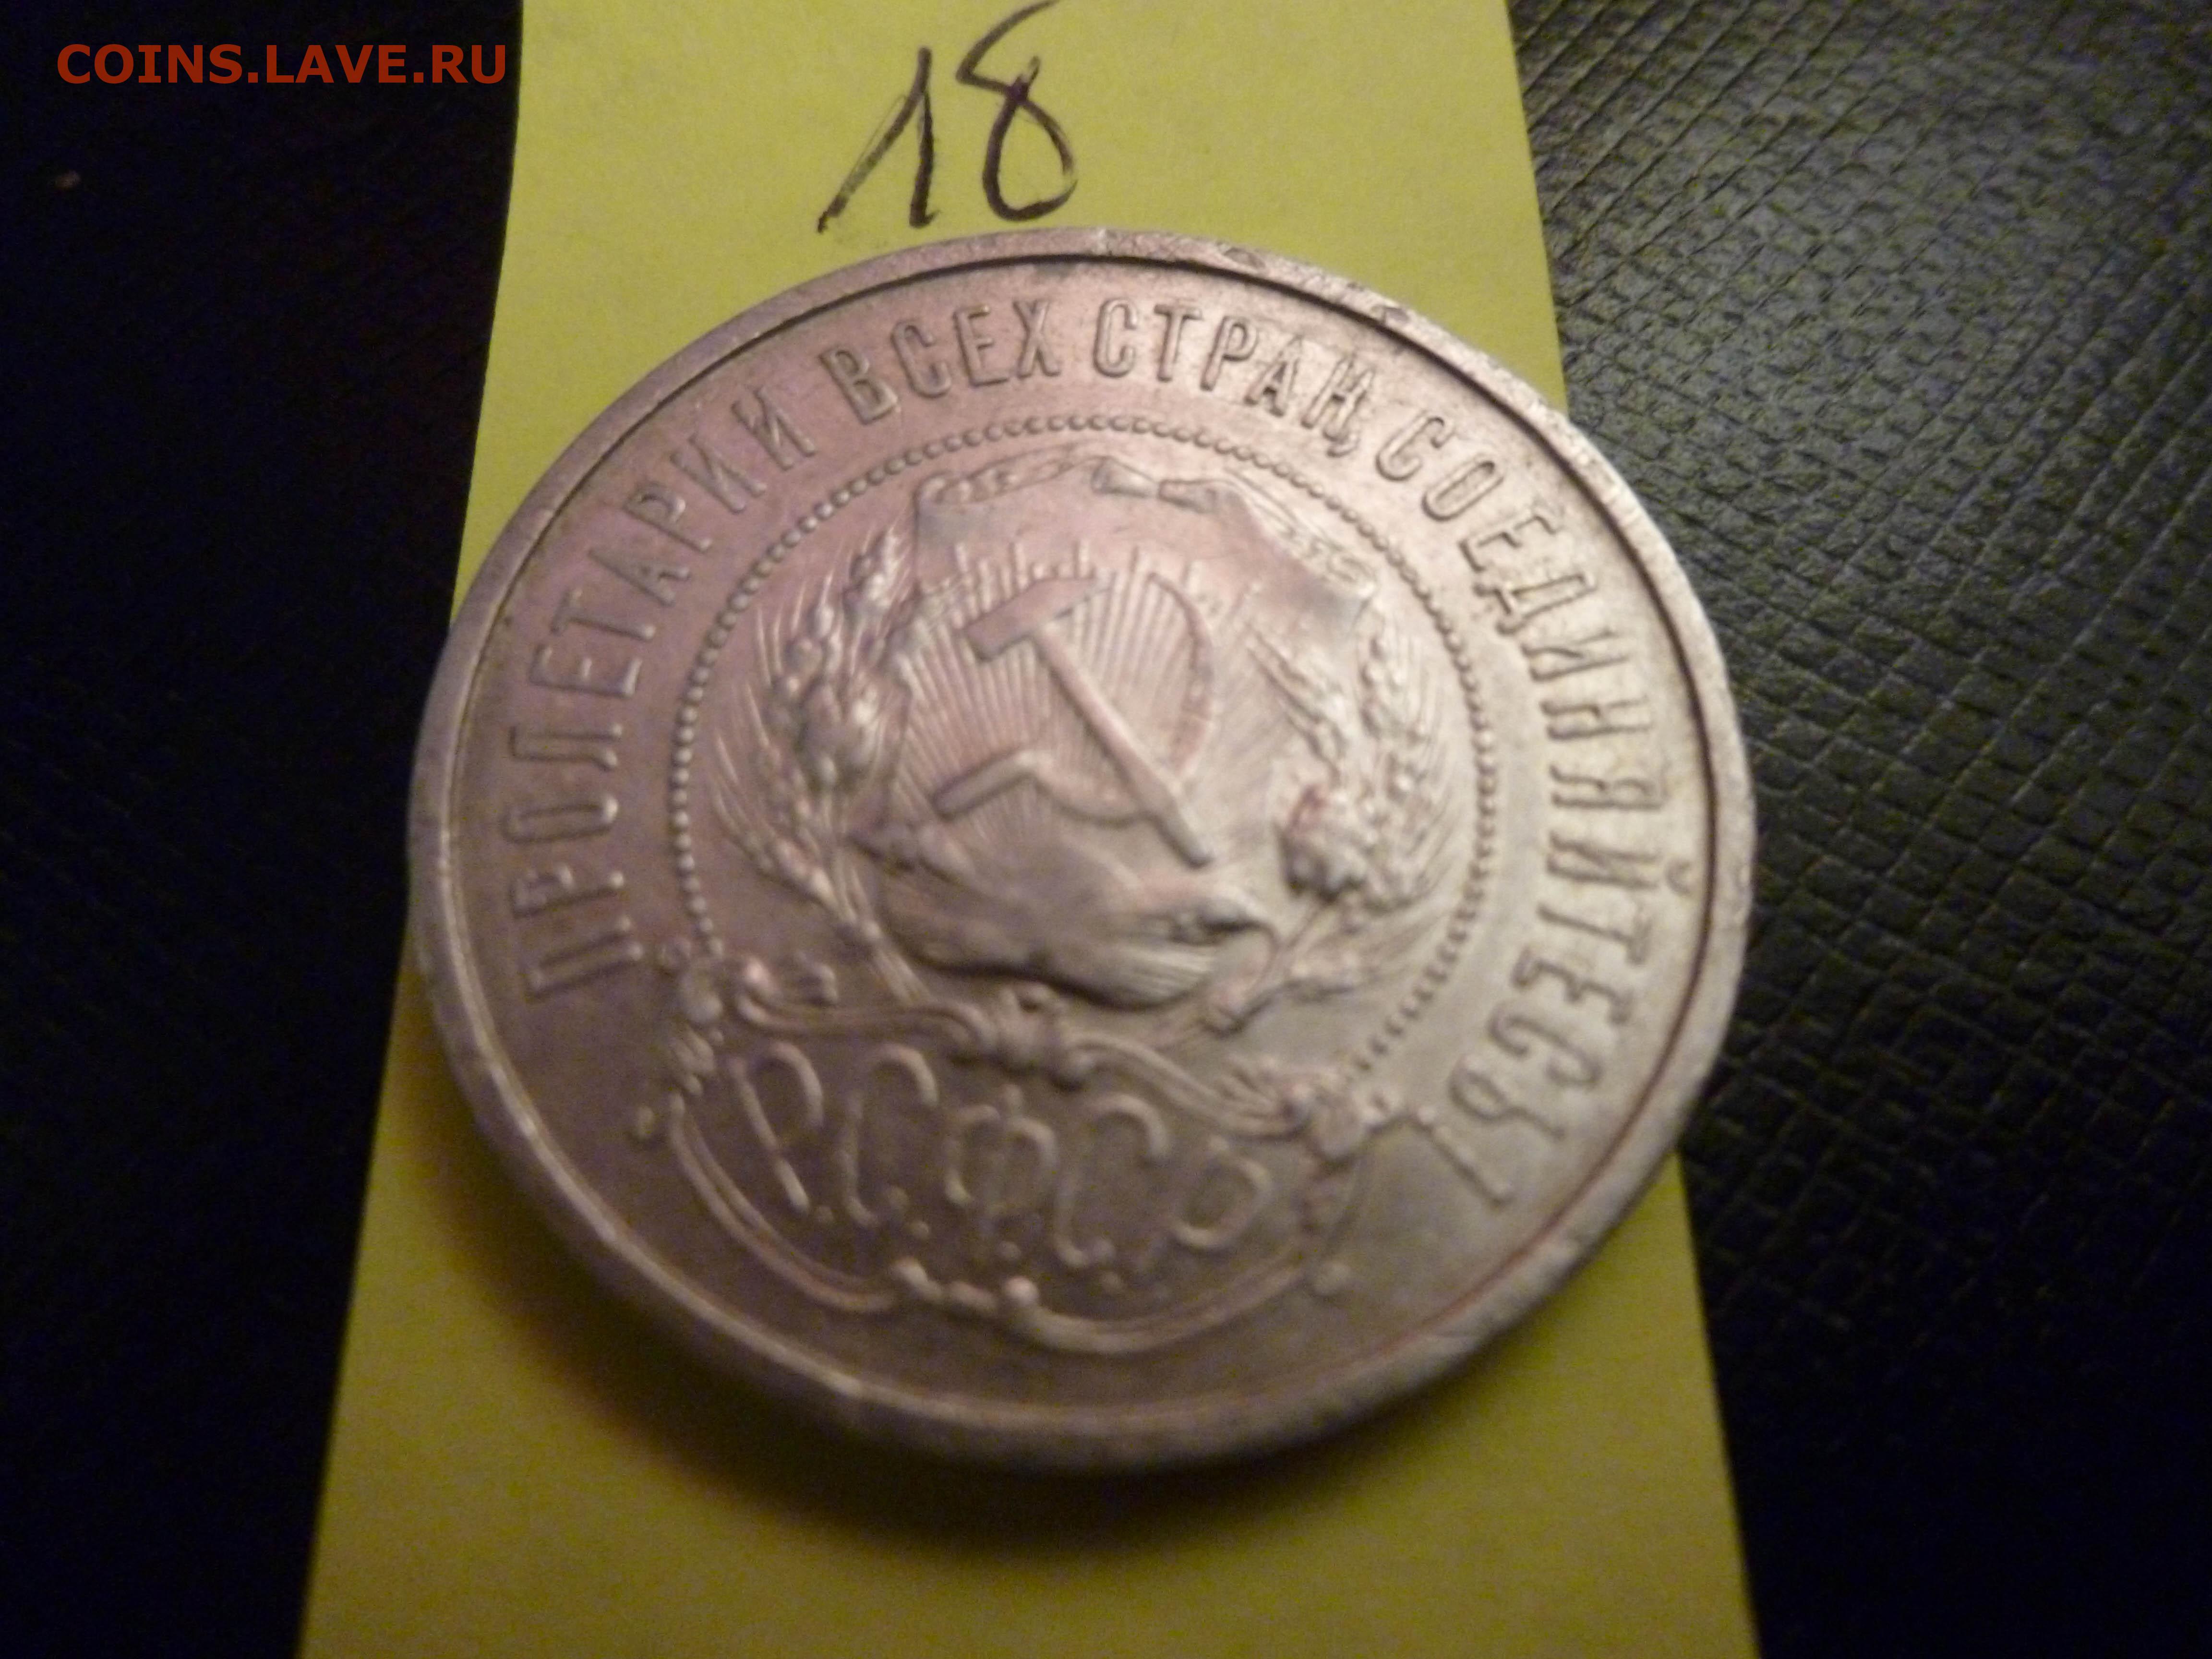 COINS.LAVE.RU
18
ПРОЛЕТАРИИ ВСЕХ СТРАН, СОЕДИНЯЙТЕСЬ!
Р.С.Ф.С.Р.